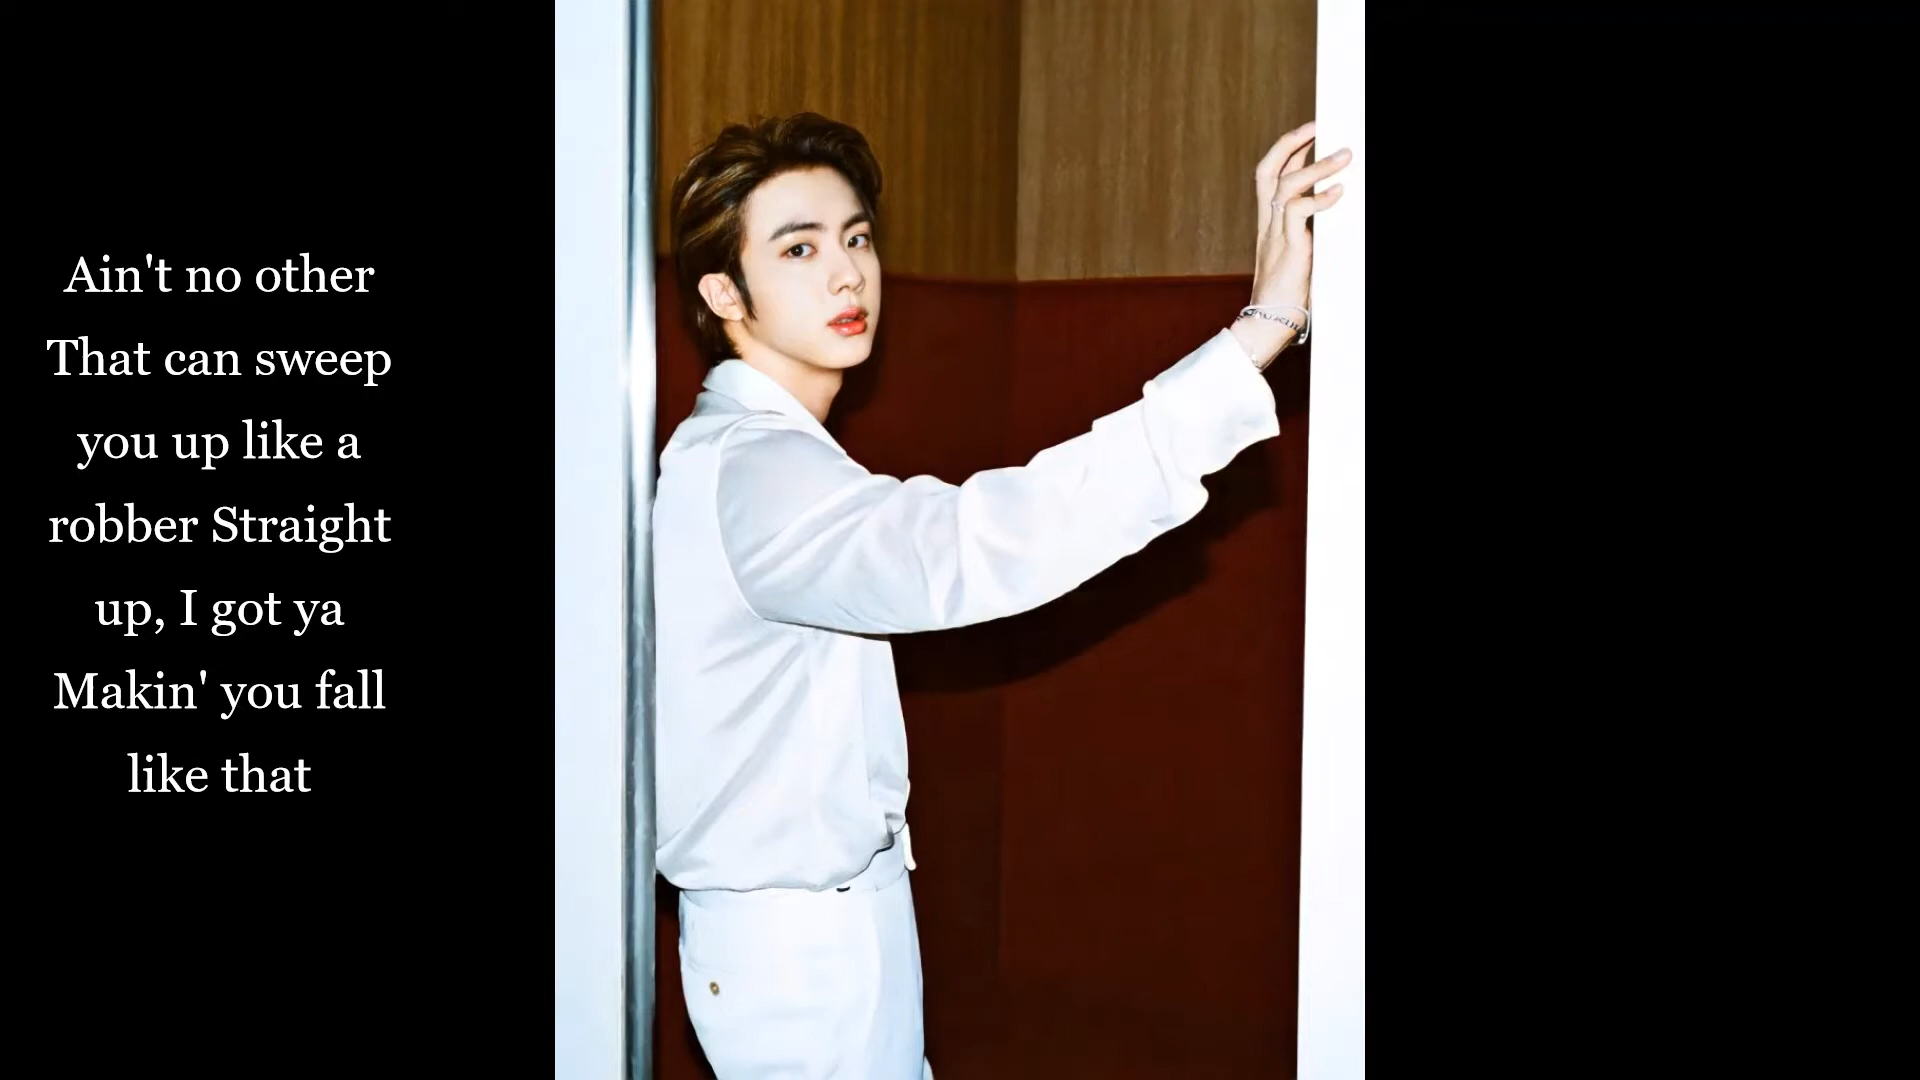 Ain't no other
That can sweep
you up like a
robber Straight
up, I got ya
Makin' you fall
like that